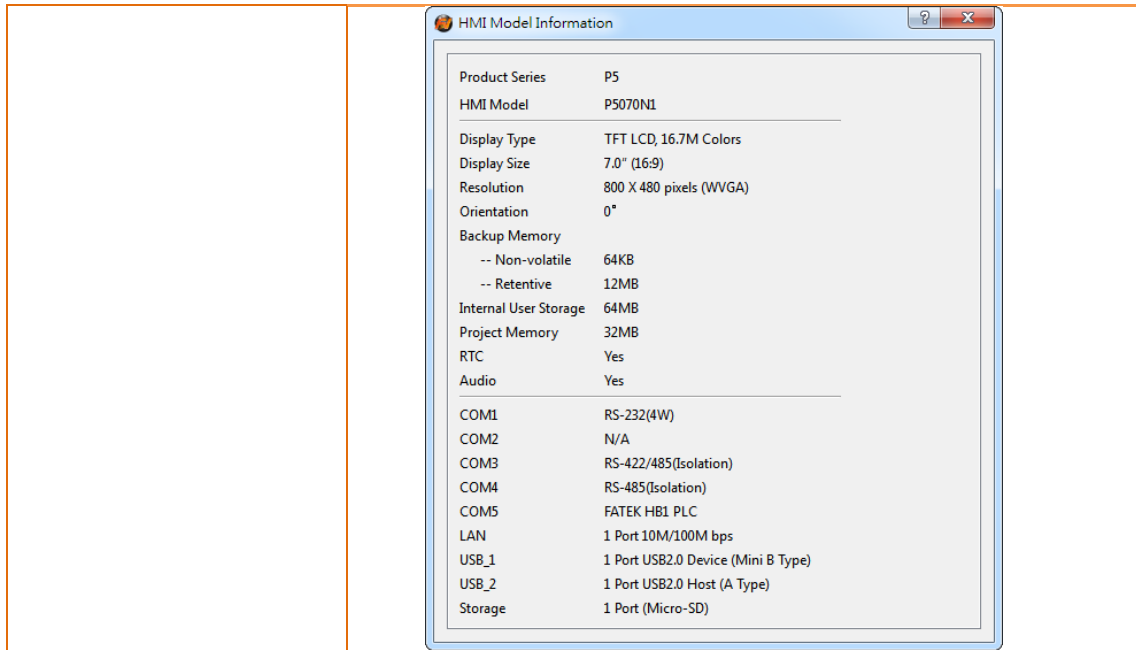 HMI Model Information
Product Series P5
HMI Model P5070N1
Display Type TFT LCD, 16.7M Colors
Display Size 7.0" (16:9)
Resolution 800 X 480 pixels (WVGA)
Orientation 0°
Backup Memory
-- Non-volatile 64KB
-- Retentive 12MB
Internal User Storage 64MB
Project Memory 32MB
RTC Yes
Audio Yes
COM1 RS-232(4W)
COM2 N/A
COM3 RS-422/485(Isolation)
COM4 RS-485(Isolation)
COM5 FATEK HB1 PLC
LAN 1 Port 10M/100M bps
USB_1 1 Port USB2.0 Device (Mini B Type)
USB_2 1 Port USB2.0 Host (A Type)
Storage 1 Port (Micro-SD)